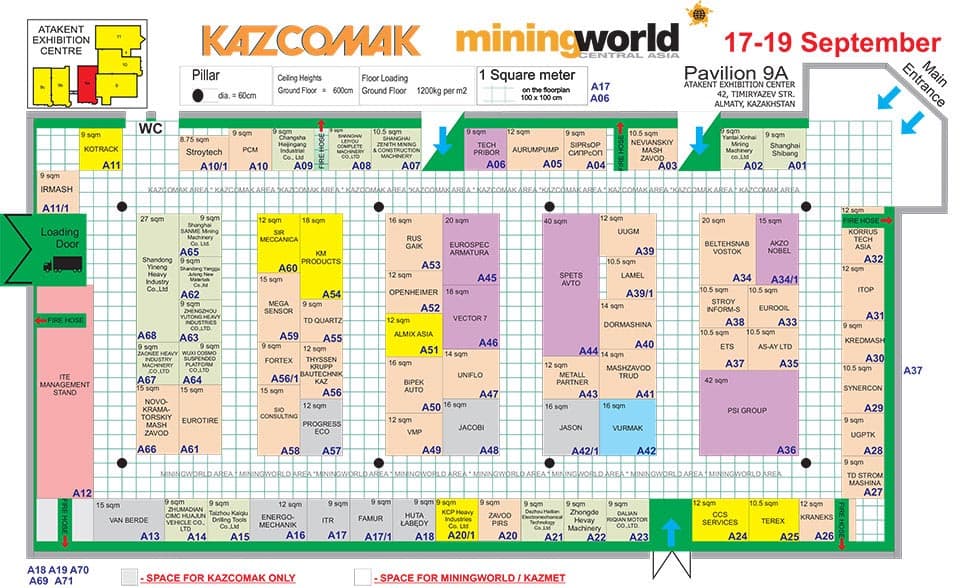 ATAKENT
EXHIBITION
CENTRE
KAZCOMAK
miningworld
CENTRAL ASIA
17-19 September
Pillar
dia. = 60cm
Ceiling Heights
Ground Floor = 600cm
Floor Loading
Ground Floor 1200kg per m2
1 Square meter
on the floorplan
100 x 100 cm
A17
A06
Pavilion 9A
ATAKENT EXHIBITION CENTER
42, TIMIRYAZEV STR.
ALMATY, KAZAKHSTAN
Main
Entrance
WC
9 sqm
KOTRACK
A11
8.75 sqm
Stroytech
A10/1
9 sqm
PCM
A10
9 sqm
Changsha
Heijingang
Industrial
Co., Ltd
A09
FIRE HOSE
9 sqm
SHANGHAI
LEIYOU
COMPLETE
MACHINERY
CO.,LTD
A08
10.5 sqm
SHANGHAI
ZENITH MINING
& CONSTRUCTION
MACHINERY
A07
9 sqm
TECH
PRIBOR
A06
12 sqm
AURUMPUMP
A05
9 sqm
SIPRsOP
СИПРсОП
A04
FIRE HOSE
10.5 sqm
NEVIANSKIY
MASH
ZAVOD
A03
9 sqm
Yantai Xinhai
Mining
Machinery
Co., Ltd
A02
9 sqm
Shanghai
Shibang
A01
9 sqm
IRMASH
A11/1
KAZCOMAK AREA * KAZCOMAK AREA * KAZCOMAK AREA * KAZCOMAK AREA * KAZCOMAK AREA *KAZCOMAK AREA * KAZCOMAK AREA * KAZCOMAK AREA
Loading
Door
27 sqm
Shandong
Yineng
Heavy
Industry
Co.,Ltd
A68
9 sqm
Shanghai
SANME Mining
Machinery
Co. Ltd.
A65
9 sqm
Shandong Yanggu
Julong New
Materials Co.
ltd
A62
9 sqm
ZHENGZHOU
YUTONG HEAVY
INDUSTRIES
CO.,LTD.
A63
9 sqm
ZAONEE HEAVY
INDUSTRY
MACHINERY
CO.,LTD
A67
9 sqm
WUXI COSMO
SUSPENDED
PLATFORM
CO.,LTD
A64
15 sqm
NOVO-
KRAMA-
TORSKIY
MASH
ZAVOD
A66
15 sqm
EUROTIRE
A61
12 sqm
SIR
MECCANICA
A60
18 sqm
KM
PRODUCTS
A54
15 sqm
MEGA
SENSOR
A59
9 sqm
TD QUARTZ
A55
9 sqm
FORTEX
A56/1
12 sqm
THYSSEN
KRUPP
BAUTECHNIK
KAZ
A56
15 sqm
SIO
CONSULTING
A58
12 sqm
PROGRESS
ECO
A57
16 sqm
RUS
GAIK
A53
20 sqm
EUROSPEC
ARMATURA
A45
12 sqm
OPENHEIMER
A52
16 sqm
VECTOR 7
A46
12 sqm
ALMIX ASIA
A51
16 sqm
BIPEK
AUTO
A50
14 sqm
UNIFLO
A47
12 sqm
VMP
A49
16 sqm
JACOBI
A48
40 sqm
SPETS
AVTO
A44
12 sqm
UUGM
A39
10.5 sqm
LAMEL
A39/1
14 sqm
DORMASHINA
A40
12 sqm
METALL
PARTNER
A43
14 sqm
MASHZAVOD
TRUD
A41
16 sqm
JASON
A42/1
16 sqm
VURMAK
A42
20 sqm
BELTEHSNAB
VOSTOK
A34
15 sqm
AKZO
NOBEL
A34/1
10.5 sqm
STROY
INFORM-S
A38
10.5 sqm
EUROOIL
A33
10.5 sqm
ETS
A37
10.5 sqm
AS-AY LTD
A35
42 sqm
PSI GROUP
A36
12 sqm
FIRE HOSE
KORRUS
TECH
ASIA
A32
12 sqm
ITOP
A31
9 sqm
KREDMASH
A30
10.5 sqm
SYNERCON
A29
9 sqm
UGPTK
A28
9 sqm
TD STROM
MASHINA
A27
A37
FIRE HOSE
ITE
MANAGEMENT
STAND
A12
MININGWORLD AREA * MININGWORLD AREA *MININGWORLD AREA * MININGWORLD AREA * MININGWORLD AREA * MININGWORLD AREA
FIRE HOSE
15 sqm
VAN BERDE
A13
9 sqm
ZHUMADIAN
CIMC HUAJUN
VEHICLE CO.,
LTD
A14
9 sqm
Taizhou Kaiqiu
Drilling Tools
Co.,Ltd
A15
12 sqm
ENERGO-
MECHANIK
A16
9 sqm
ITR
A17
9 sqm
FAMUR
A17/1
9 sqm
HUTA
ŁABĘDY
A18
9 sqm
KCP Heavy
Industries
Co. Ltd
A20/1
9 sqm
ZAVOD
PIRS
A20
9 sqm
Dezhou Hailian
Electromechanical
Technology
Co.,Ltd
A21
9 sqm
Zhongde
Hevay
Machinery
A22
9 sqm
DALIAN
RIQIAN MOTOR
CO.,LTD
A23
12 sqm
CCS
SERVICES
A24
15 sqm
TEREX
A25
12 sqm
KRANEKS
A26
FIRE HOSE
A18 A19 A70
A69 A71
- SPACE FOR KAZCOMAK ONLY
- SPACE FOR MININGWORLD / KAZMET